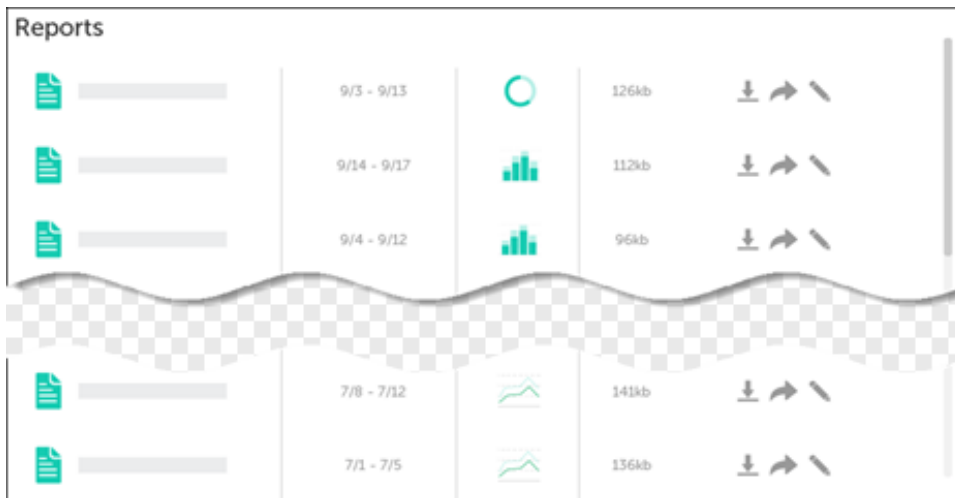 Reports
9/3 - 9/13 126kb
9/14 - 9/17 112kb
9/4 - 9/12 96kb
7/8 - 7/12 141kb
7/1 - 7/5 136kb